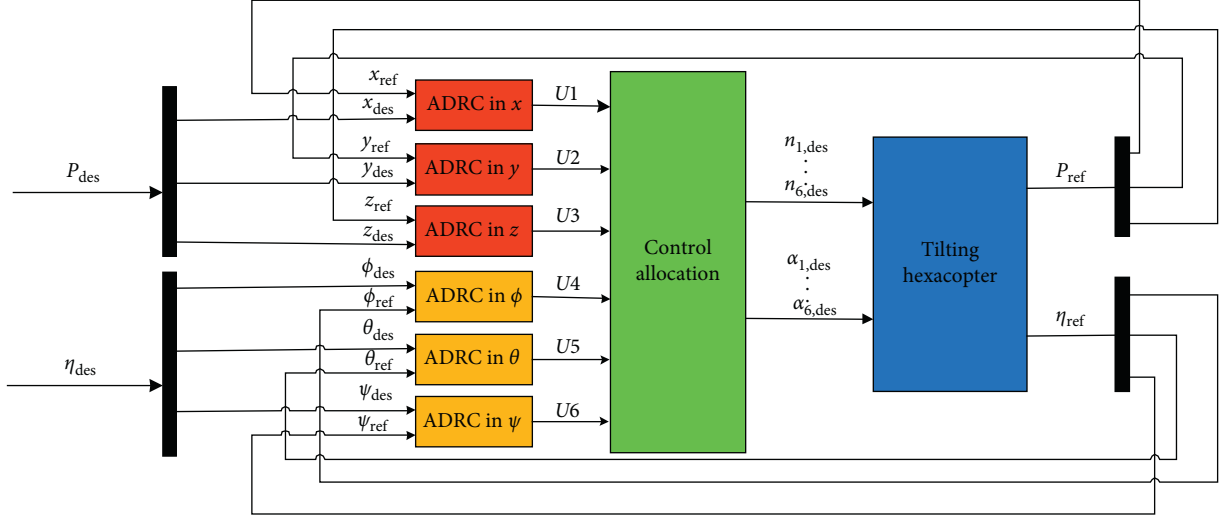 x_ref
x_des
ADRC in x
U1
y_ref
y_des
ADRC in y
U2
z_ref
z_des
ADRC in z
U3
P_des
ϕ_des
ϕ_ref
ADRC in ϕ
U4
θ_des
θ_ref
ADRC in θ
U5
η_des
ψ_des
ψ_ref
ADRC in ψ
U6
Control
allocation
n_1,des
⋮
n_6,des
α_1,des
⋮
α_6,des
Tilting
hexacopter
P_ref
η_ref